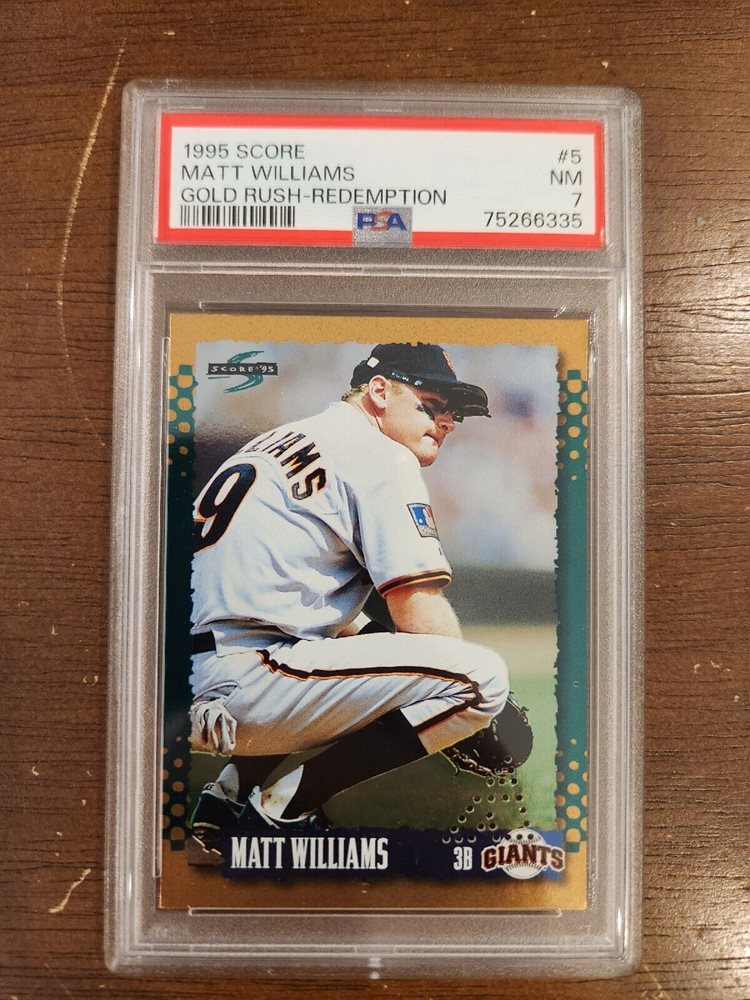 1995 SCORE #5
MATT WILLIAMS NM
GOLD RUSH-REDEMPTION 7
PSA 75266335
SCORE '95
LLIAMS
9
MATT WILLIAMS 3B GIANTS